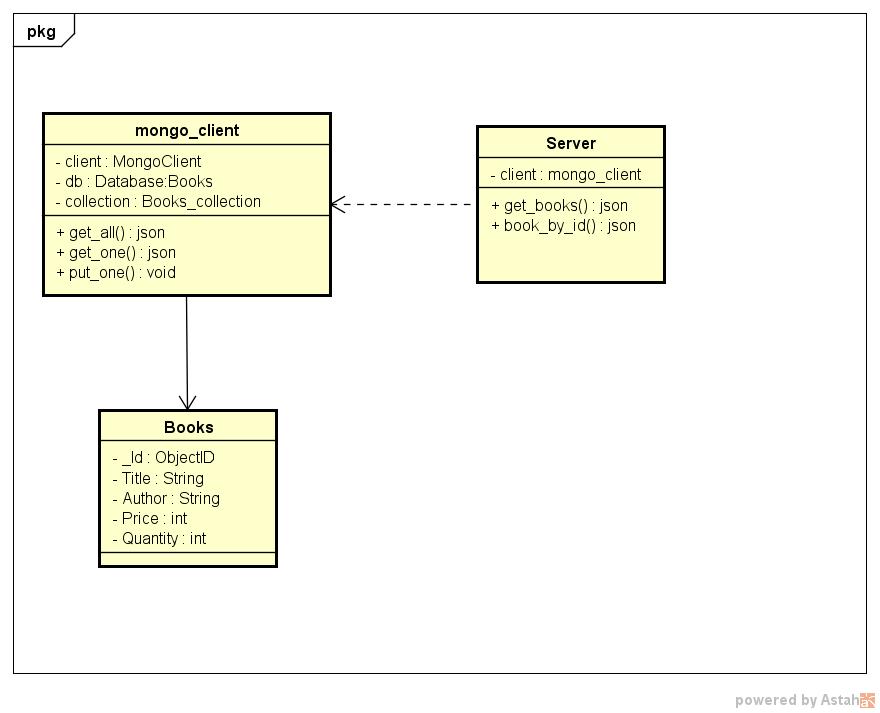 pkg
mongo_client
- client : MongoClient
- db : Database:Books
- collection : Books_collection
+ get_all() : json
+ get_one() : json
+ put_one() : void
Server
- client : mongo_client
+ get_books() : json
+ book_by_id() : json
Books
- _Id : ObjectID
- Title : String
- Author : String
- Price : int
- Quantity : int
powered by Astah